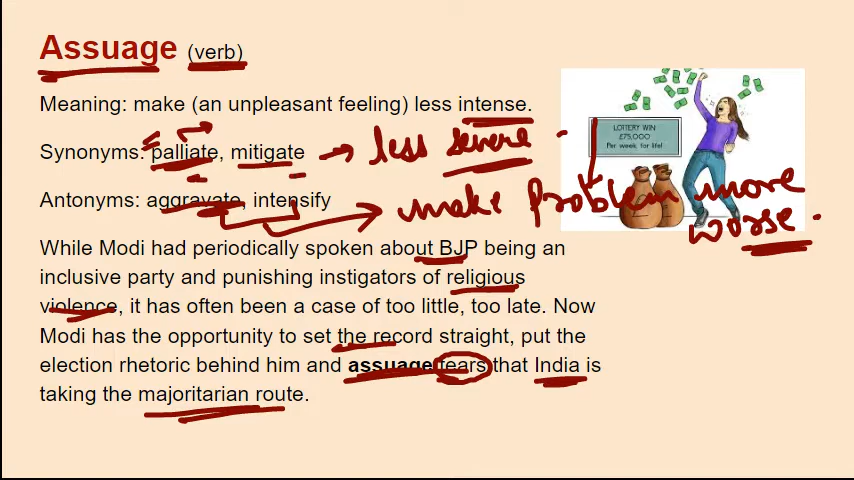 Assuage (verb)
Meaning: make (an unpleasant feeling) less intense.
LOTTERY WIN
£75,000
Per week for life!
Synonyms: palliate, mitigate → less severe
Antonyms: aggravate, intensify → make problem more
worse
While Modi had periodically spoken about BJP being an
inclusive party and punishing instigators of religious
violence, it has often been a case of too little, too late. Now
Modi has the opportunity to set the record straight, put the
election rhetoric behind him and assuage fears that India is
taking the majoritarian route.